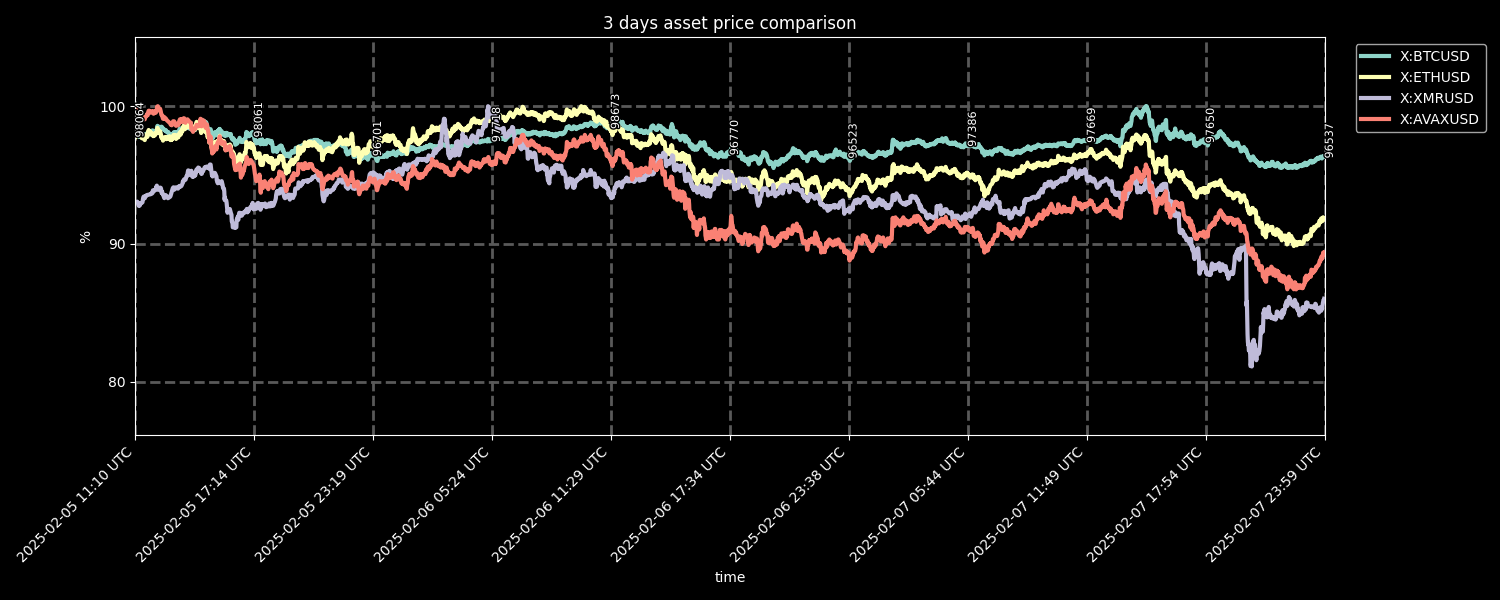 3 days asset price comparison
X:BTCUSD
X:ETHUSD
X:XMRUSD
X:AVAXUSD
100
90
80
%
98064
98061
96701
97718
98673
96770
96523
97386
97669
97650
96537
2025-02-05 11:10 UTC
2025-02-05 17:14 UTC
2025-02-05 23:19 UTC
2025-02-06 05:24 UTC
2025-02-06 11:29 UTC
2025-02-06 17:34 UTC
2025-02-06 23:38 UTC
2025-02-07 05:44 UTC
2025-02-07 11:49 UTC
2025-02-07 17:54 UTC
2025-02-07 23:59 UTC
time